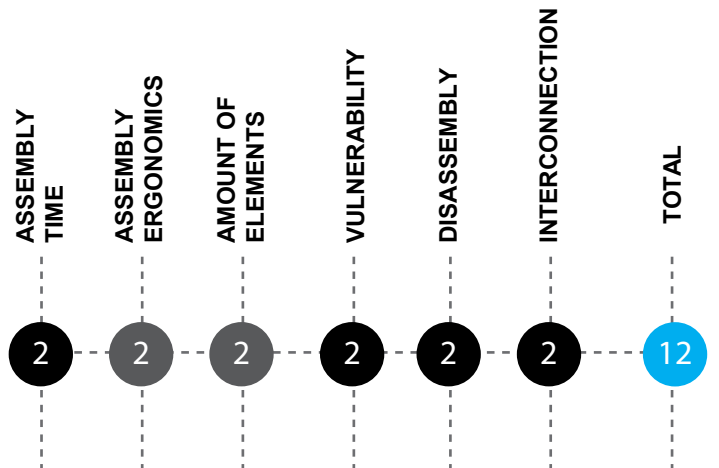 ASSEMBLY
TIME
ASSEMBLY
ERGONOMICS
AMOUNT OF
ELEMENTS
VULNERABILITY
DISASSEMBLY
INTERCONNECTION
TOTAL
2
2
2
2
2
2
12